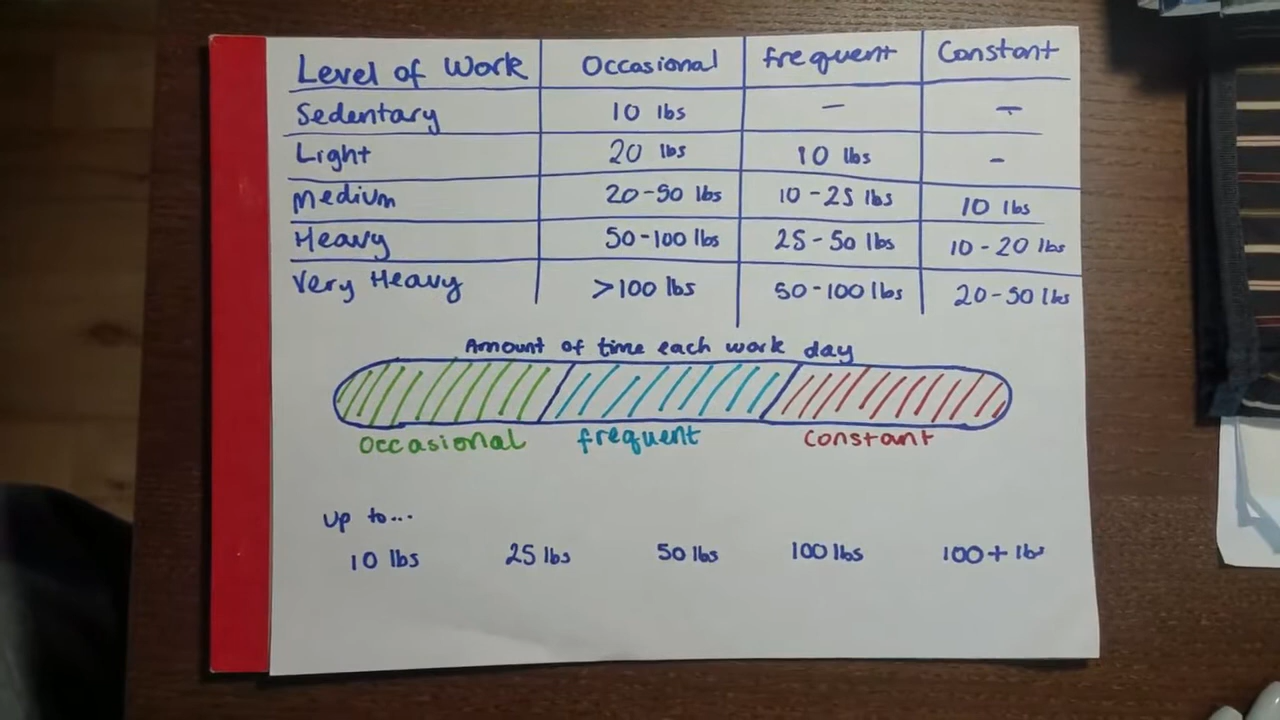 Level of Work Occasional frequent Constant
Sedentary 10 lbs – –
Light 20 lbs 10 lbs –
Medium 20-50 lbs 10-25 lbs 10 lbs
Heavy 50-100 lbs 25-50 lbs 10-20 lbs
Very Heavy >100 lbs 50-100 lbs 20-50 lbs
Amount of time each work day
Occasional frequent Constant
Up to...
10 lbs 25 lbs 50 lbs 100 lbs 100+ lbs